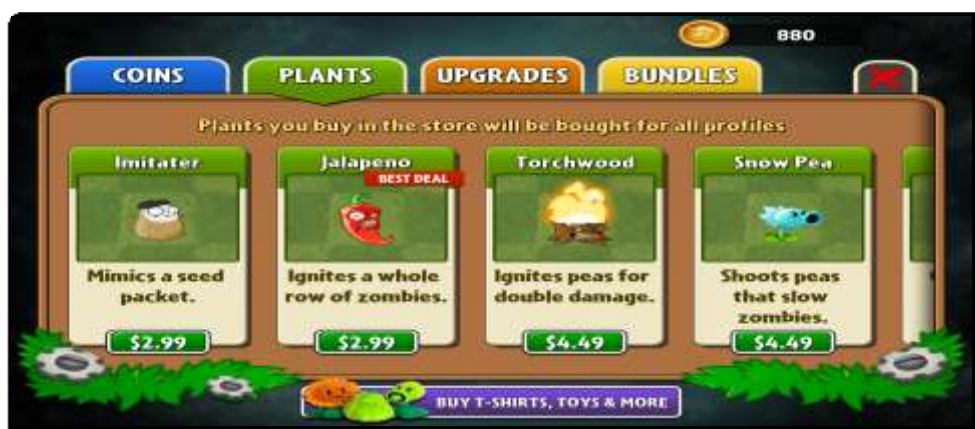 880
COINS
PLANTS
UPGRADES
BUNDLES
Plants you buy in the store will be bought for all profiles
Imitater
Mimics a seed
packet.
$2.99
Jalapeno
BEST DEAL
Ignites a whole
row of zombies.
$2.99
Torchwood
Ignites peas for
double damage.
$4.49
Snow Pea
Shoots peas
that slow
zombies.
$4.49
BUY T-SHIRTS, TOYS & MORE